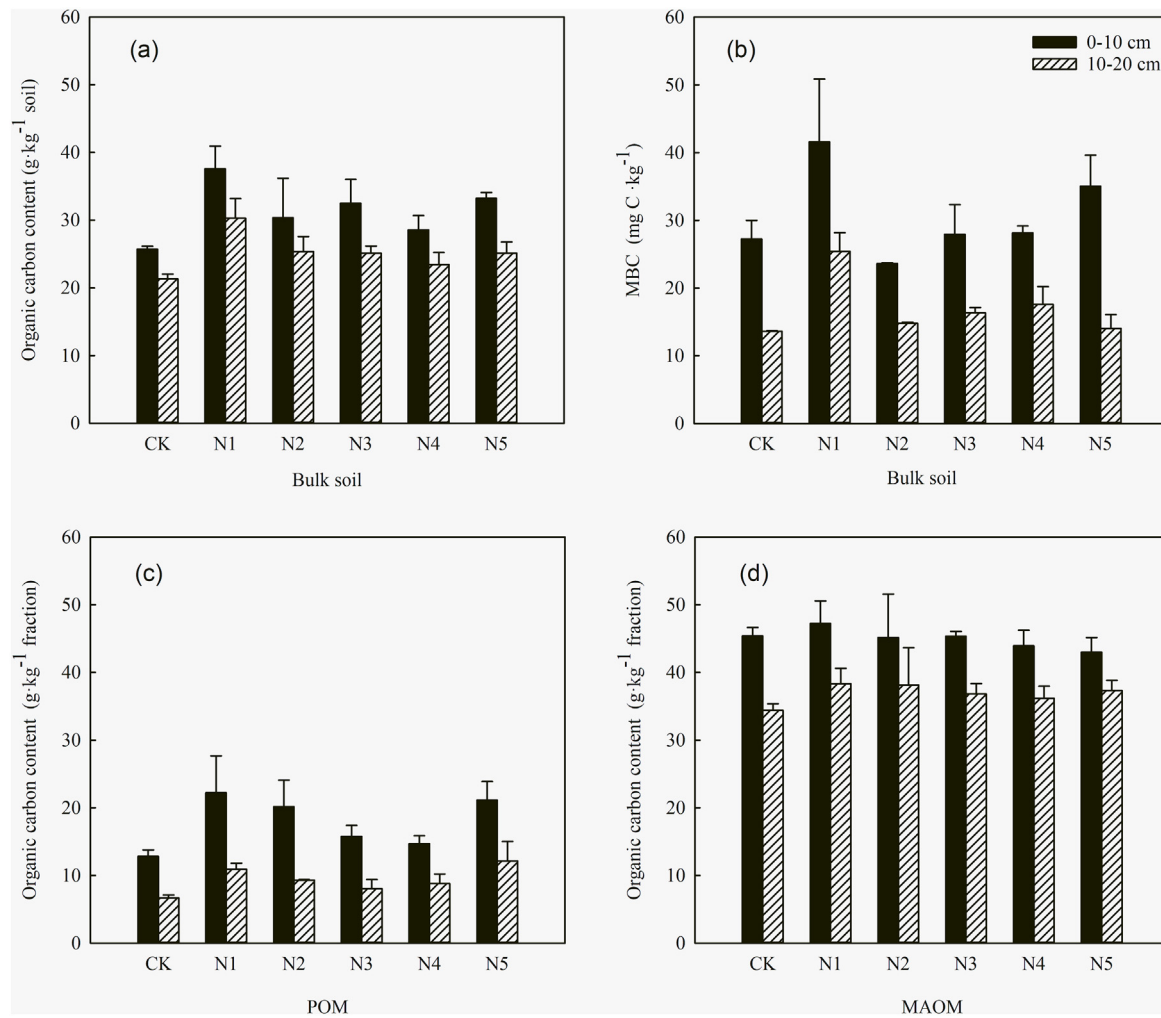 (a)
60
50
40
30
20
10
0
Organic carbon content (g·kg⁻¹ soil)
CK N1 N2 N3 N4 N5
Bulk soil
(b)
0-10 cm
10-20 cm
60
50
40
30
20
10
0
MBC (mg C ·kg⁻¹)
CK N1 N2 N3 N4 N5
Bulk soil
(c)
60
50
40
30
20
10
0
Organic carbon content (g·kg⁻¹ fraction)
CK N1 N2 N3 N4 N5
POM
(d)
60
50
40
30
20
10
0
Organic carbon content (g·kg⁻¹ fraction)
CK N1 N2 N3 N4 N5
MAOM